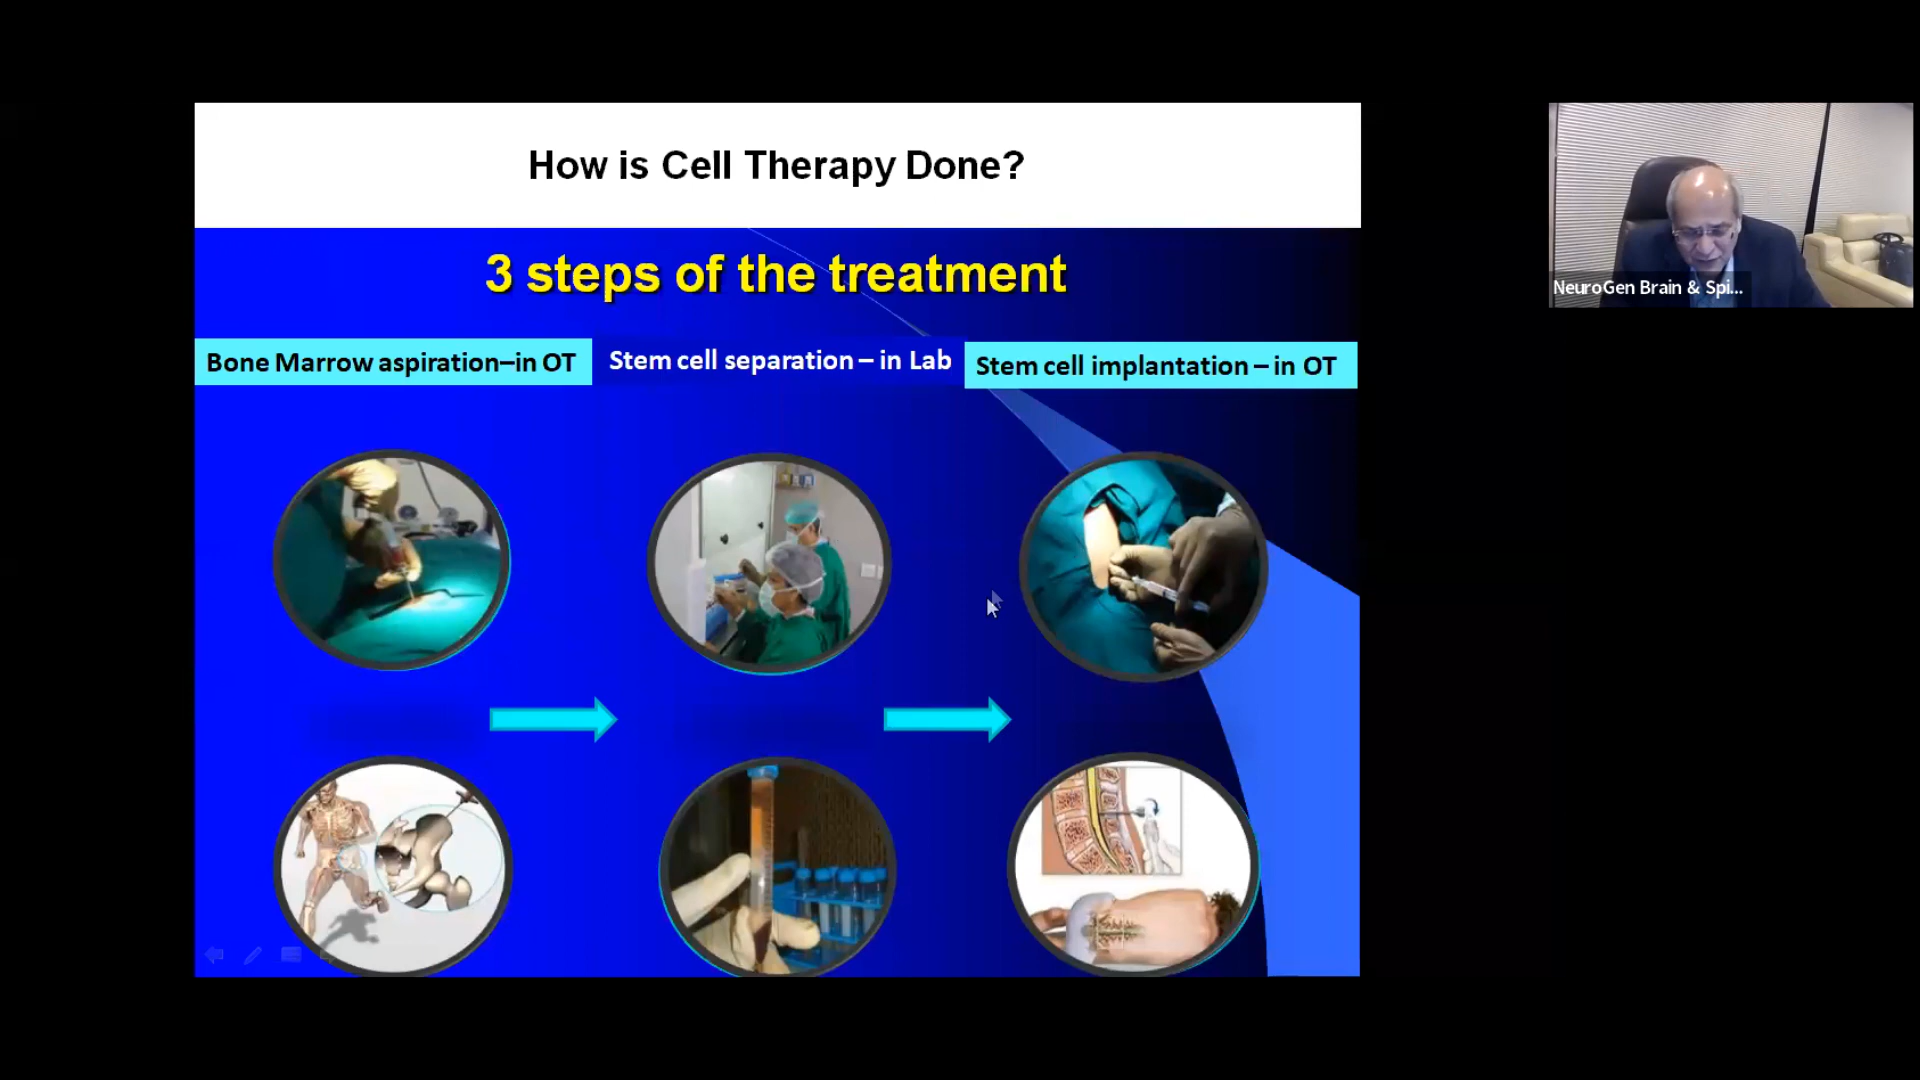 How is Cell Therapy Done?
3 steps of the treatment
Bone Marrow aspiration–in OT
Stem cell separation – in Lab
Stem cell implantation – in OT
NeuroGen Brain & Spi...